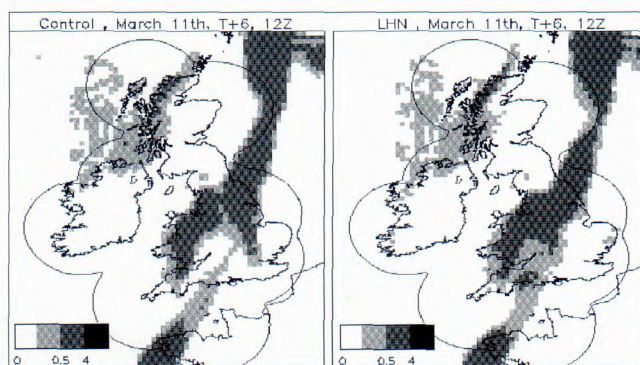 Control , March 11th, T+6, 12Z
LHN , March 11th, T+6, 12Z
0 0.5 4
0 0.5 4